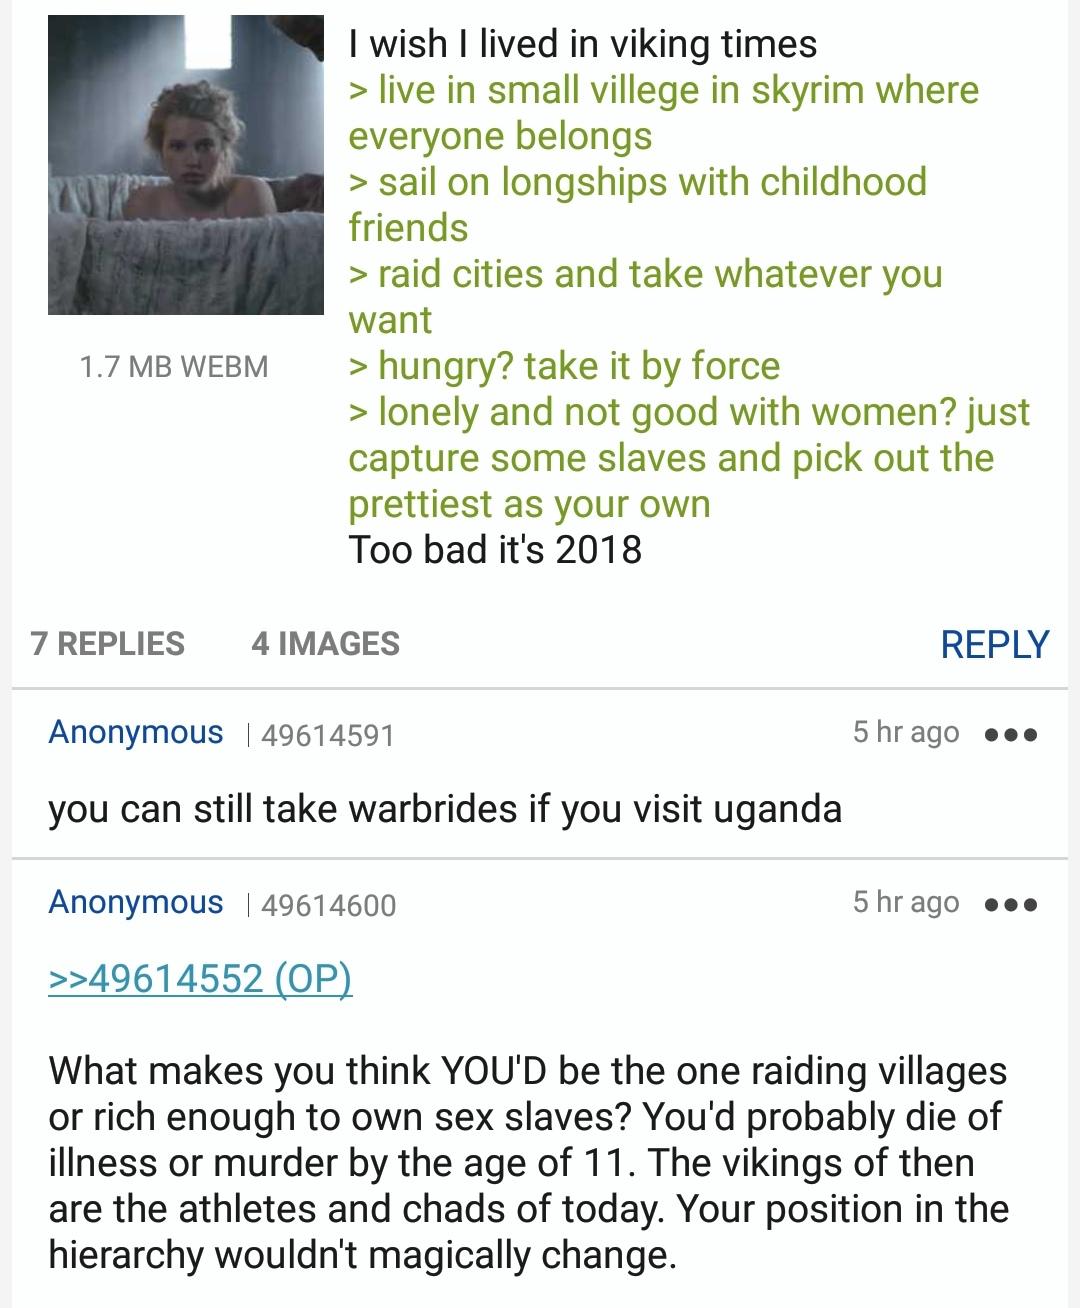 I wish I lived in viking times
> live in small villege in skyrim where
everyone belongs
> sail on longships with childhood
friends
> raid cities and take whatever you
want
> hungry? take it by force
> lonely and not good with women? just
capture some slaves and pick out the
prettiest as your own
Too bad it's 2018
1.7 MB WEBM
7 REPLIES 4 IMAGES REPLY
Anonymous | 49614591 5 hr ago •••
you can still take warbrides if you visit uganda
Anonymous | 49614600 5 hr ago •••
>>49614552 (OP)
What makes you think YOU'D be the one raiding villages
or rich enough to own sex slaves? You'd probably die of
illness or murder by the age of 11. The vikings of then
are the athletes and chads of today. Your position in the
hierarchy wouldn't magically change.